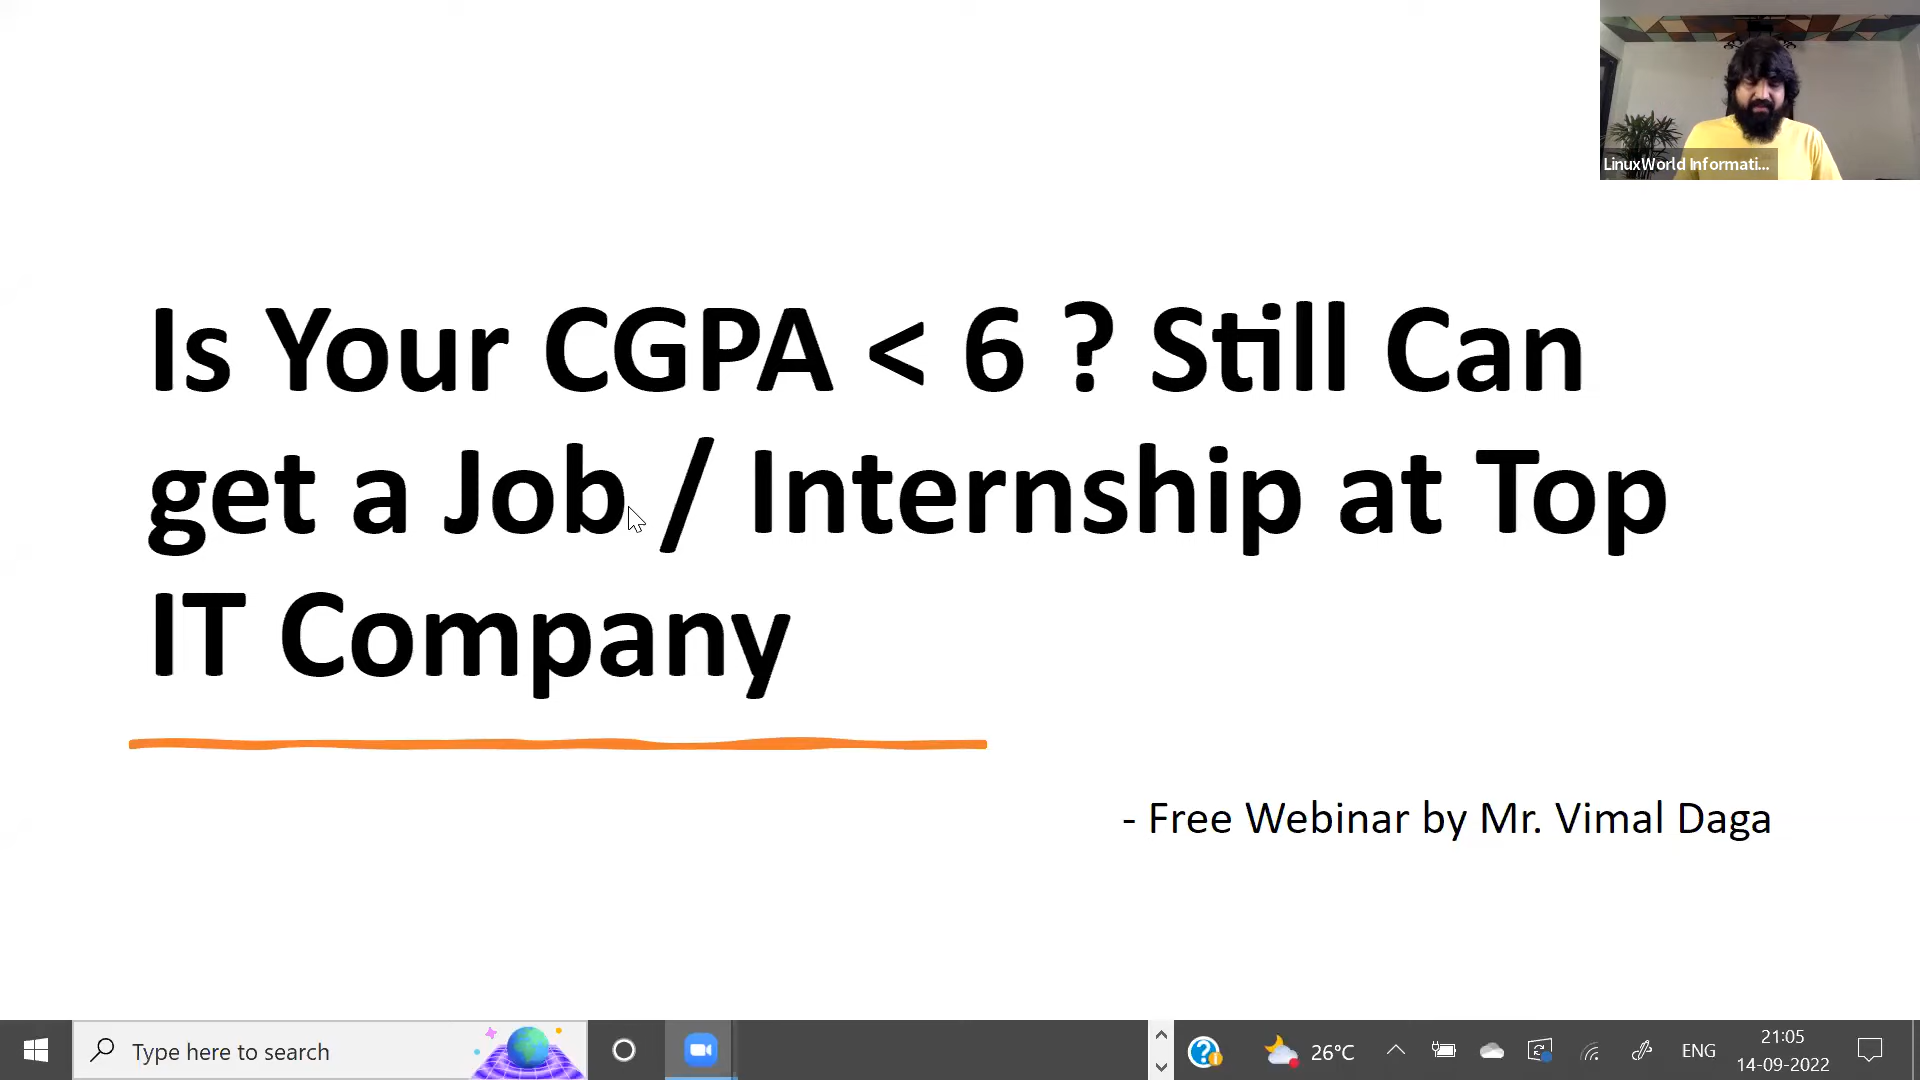 LinuxWorld Informati...
Is Your CGPA < 6 ? Still Can
get a Job / Internship at Top
IT Company
- Free Webinar by Mr. Vimal Daga
Type here to search
26°C
ENG
21:05
14-09-2022